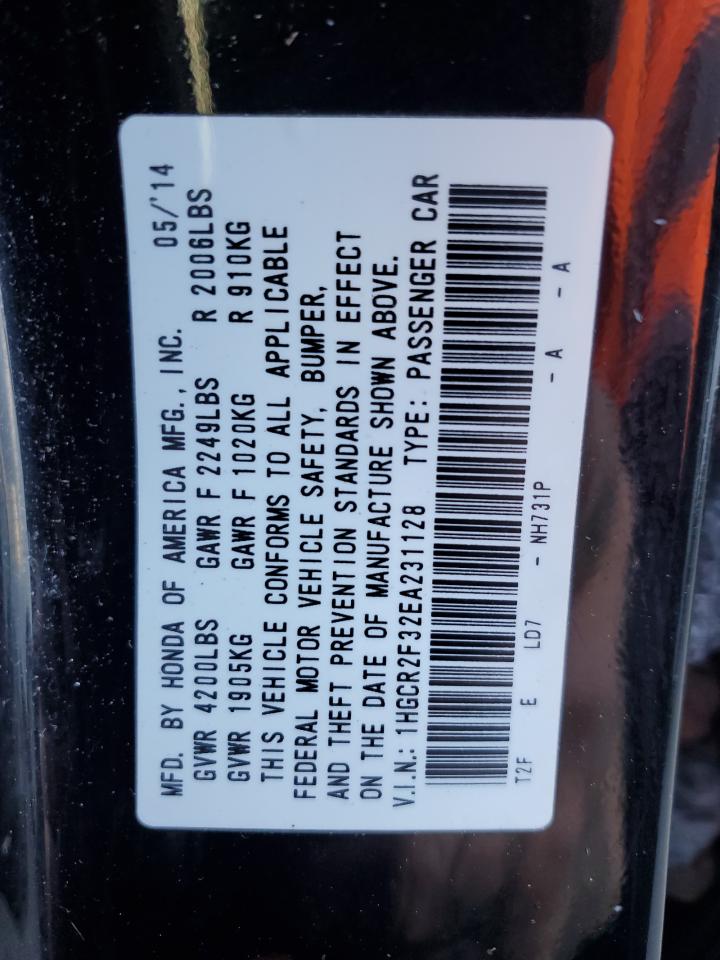 MFD. BY HONDA OF AMERICA MFG., INC. 05/'14
GVWR 4200LBS GAWR F 2249LBS R 2006LBS
GVWR 1905KG GAWR F 1020KG R 910KG
THIS VEHICLE CONFORMS TO ALL APPLICABLE
FEDERAL MOTOR VEHICLE SAFETY, BUMPER,
AND THEFT PREVENTION STANDARDS IN EFFECT
ON THE DATE OF MANUFACTURE SHOWN ABOVE.
V.I.N.: 1HGCR2F32EA231128 TYPE: PASSENGER CAR
T2F E LD7 - NH731P - A - A